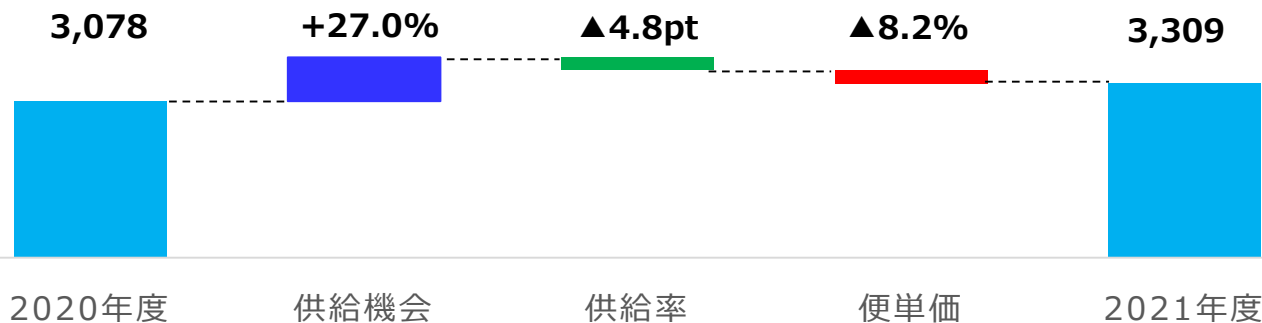 3,078 +27.0% ▲4.8pt ▲8.2% 3,309
2020年度 供給機会 供給率 便単価 2021年度